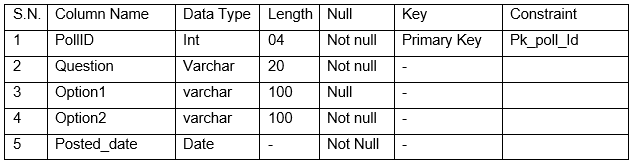 S.N. Column Name Data Type Length Null Key Constraint
1 PollID Int 04 Not null Primary Key Pk_poll_Id
2 Question Varchar 20 Not null -
3 Option1 varchar 100 Null -
4 Option2 varchar 100 Not null -
5 Posted_date Date - Not Null -